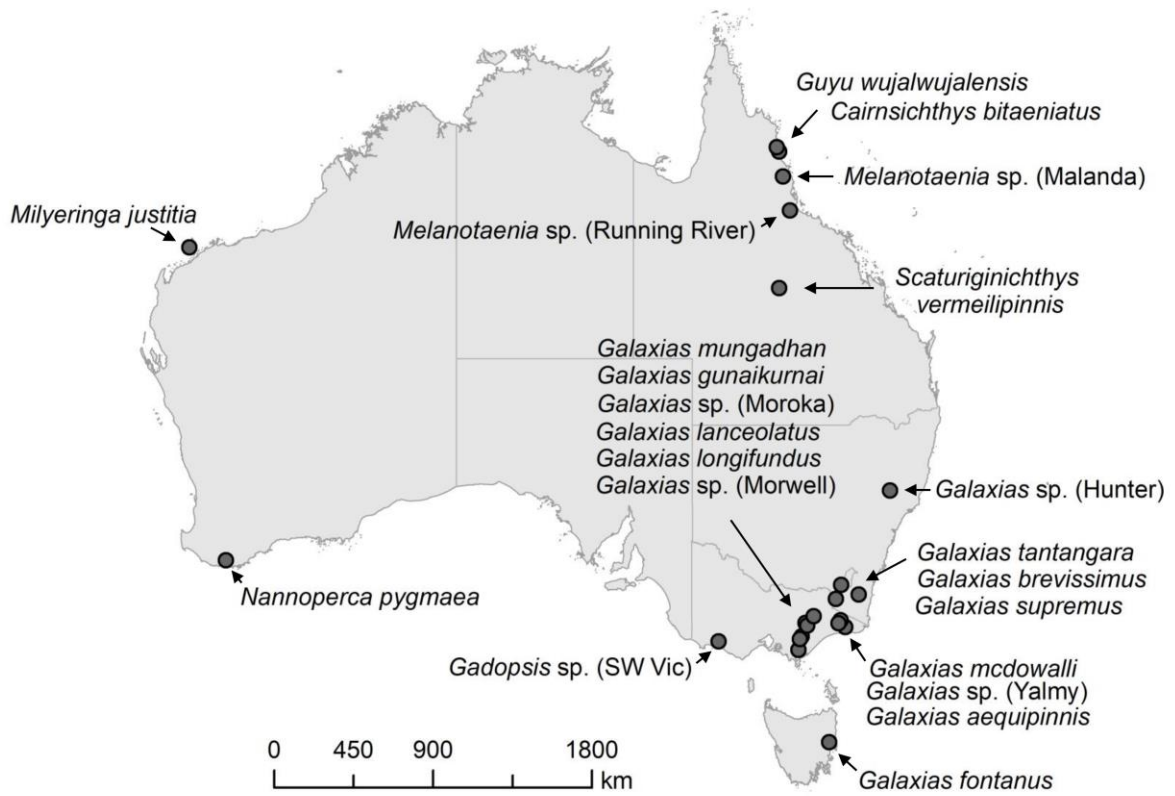 Guyu wujalwujalensis
Cairnsichthys bitaeniatus
Melanotaenia sp. (Malanda)
Milyeringa justitia
Melanotaenia sp. (Running River)
Scaturiginichthys
vermeilipinnis
Galaxias mungadhan
Galaxias gunaikurnai
Galaxias sp. (Moroka)
Galaxias lanceolatus
Galaxias longifundus
Galaxias sp. (Morwell)
Galaxias sp. (Hunter)
Galaxias tantangara
Galaxias brevissimus
Galaxias supremus
Nannoperca pygmaea
Gadopsis sp. (SW Vic)
Galaxias mcdowalli
Galaxias sp. (Yalmy)
Galaxias aequipinnis
0 450 900 1800
km
Galaxias fontanus